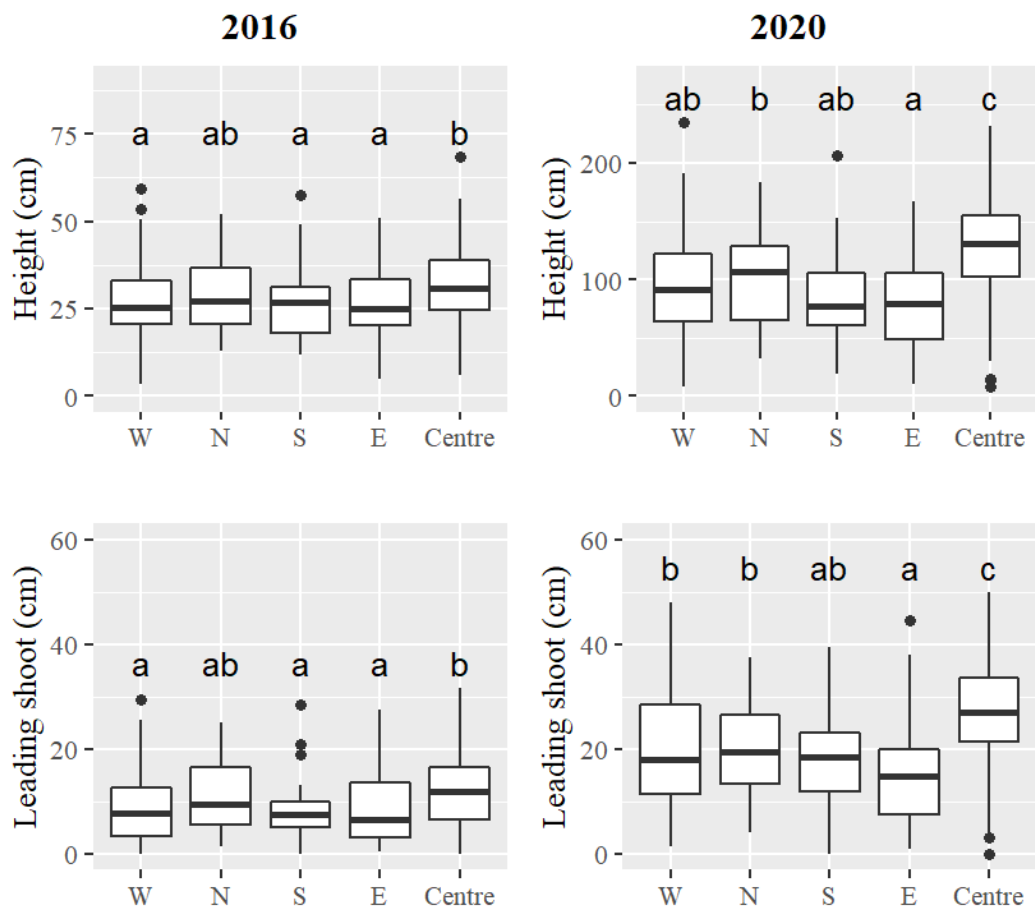 2016
2020
Height (cm)
75
50
25
0
a ab a a b
W N S E Centre
Height (cm)
200
100
0
ab b ab a c
W N S E Centre
Leading shoot (cm)
60
40
20
0
a ab a a b
W N S E Centre
Leading shoot (cm)
60
40
20
0
b b ab a c
W N S E Centre